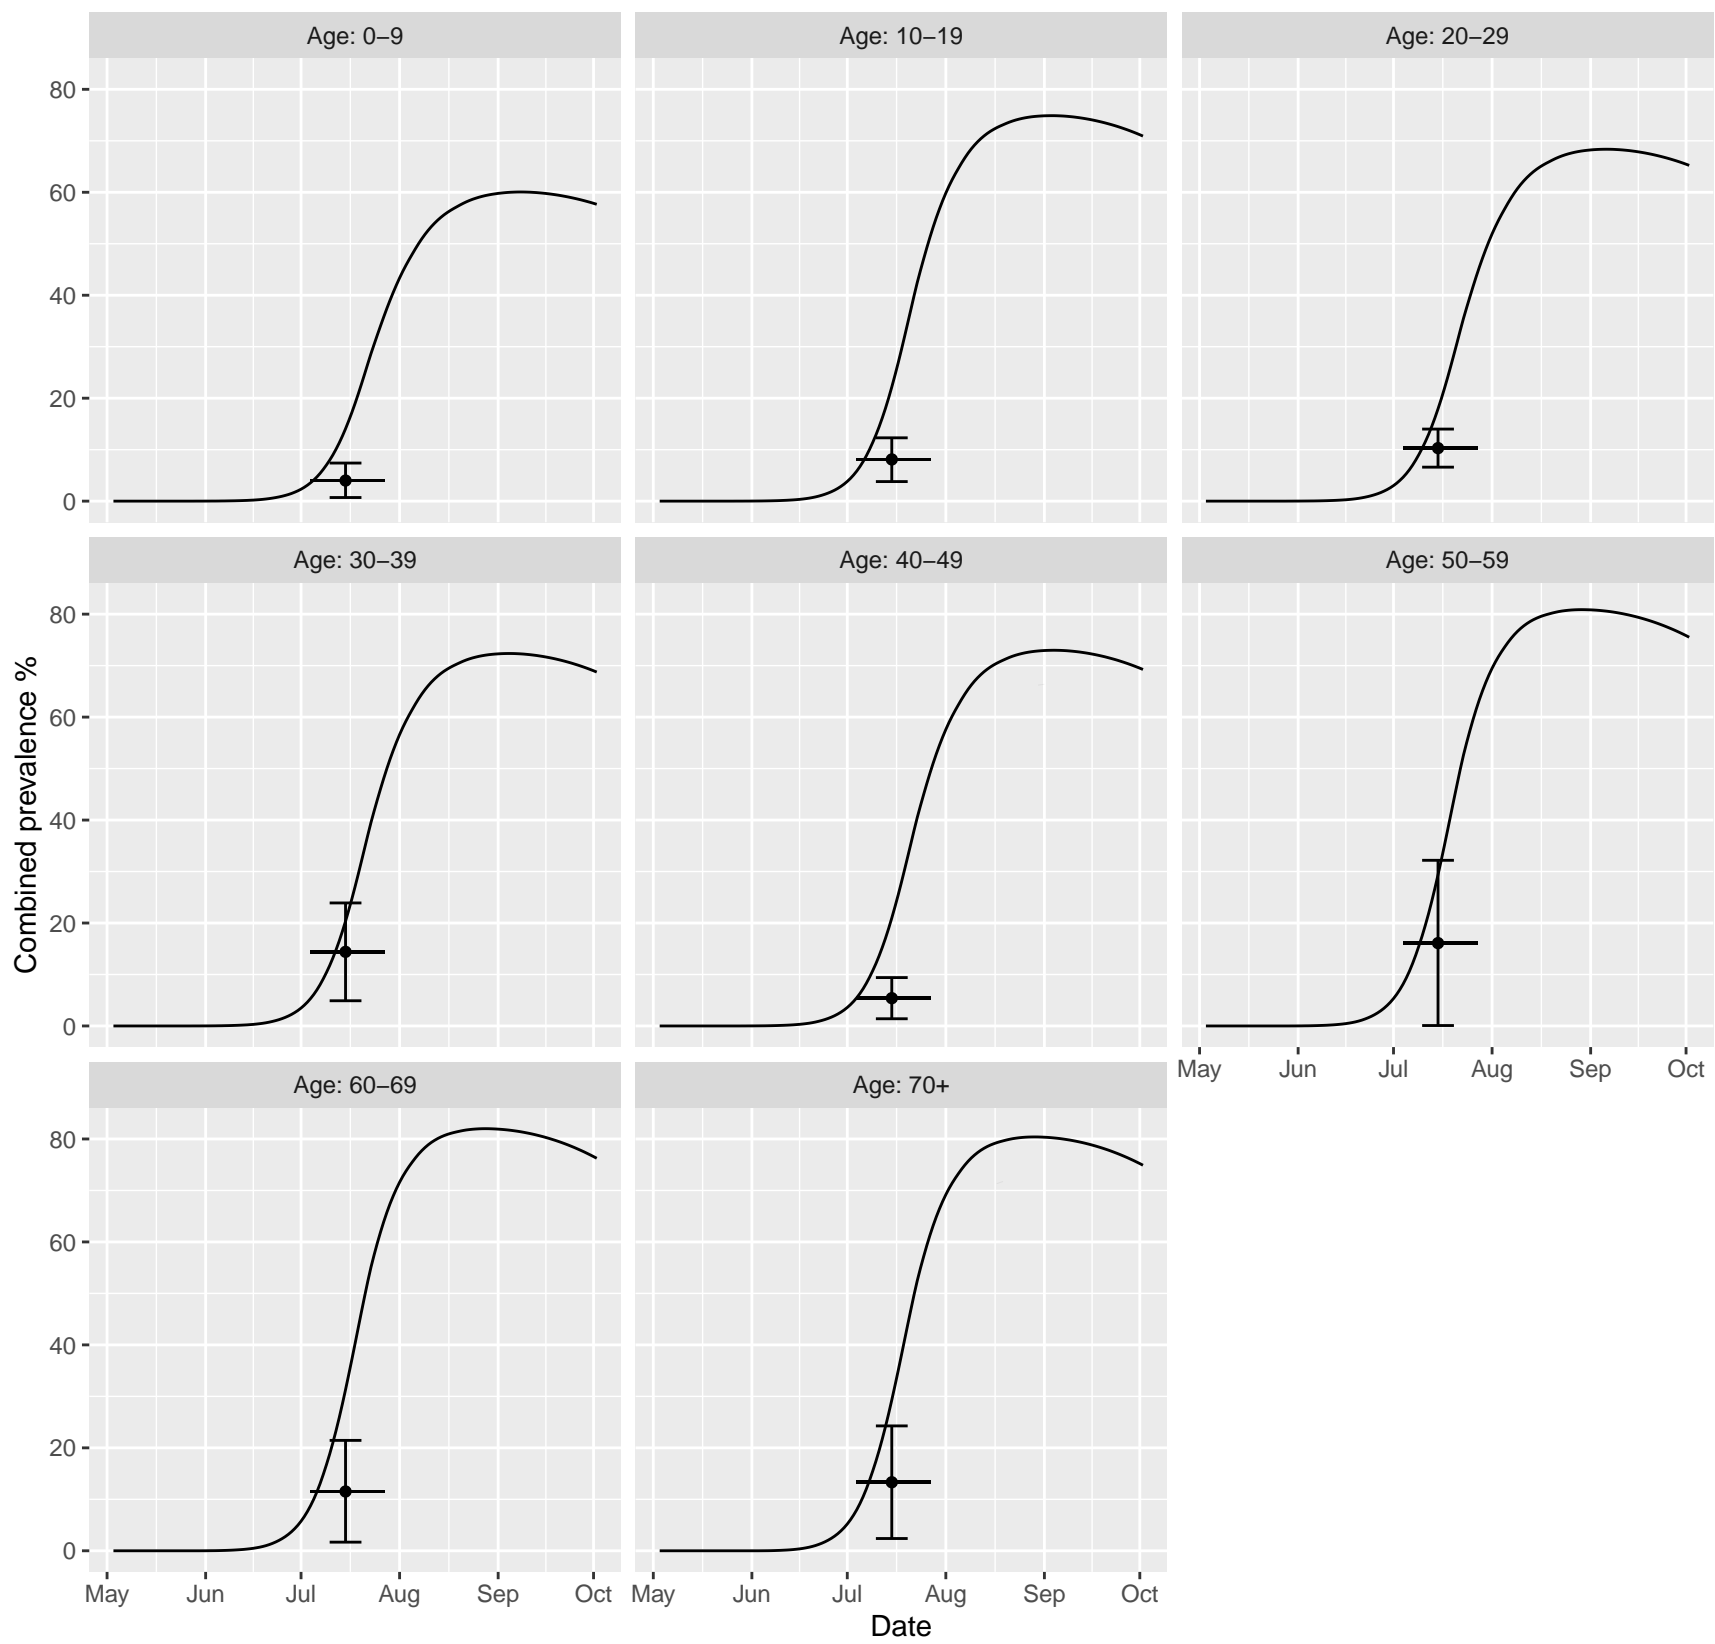 Age: 0–9
Age: 10–19
Age: 20–29
80
60
40
20
0
Age: 30–39
Age: 40–49
Age: 50–59
80
60
40
20
0
Combined prevalence %
May Jun Jul Aug Sep Oct
Age: 60–69
Age: 70+
80
60
40
20
0
May Jun Jul Aug Sep Oct
May Jun Jul Aug Sep Oct
Date